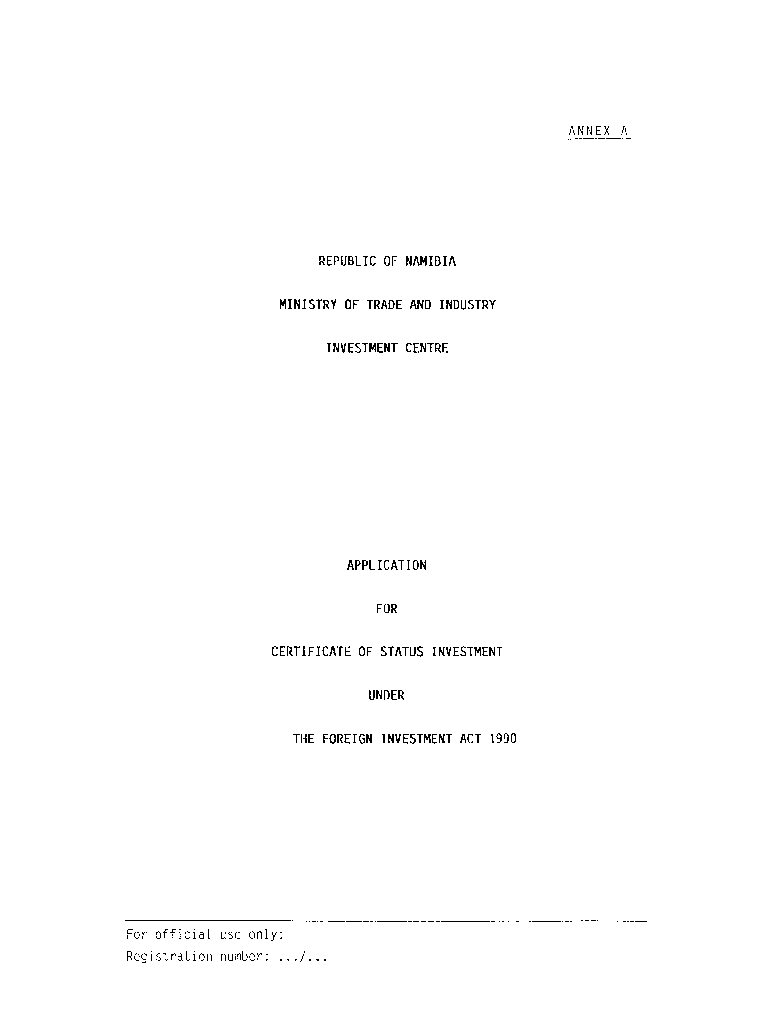 ANNEX A
REPUBLIC OF NAMIBIA
MINISTRY OF TRADE AND INDUSTRY
INVESTMENT CENTRE
APPLICATION
FOR
CERTIFICATE OF STATUS INVESTMENT
UNDER
THE FOREIGN INVESTMENT ACT 1990
For official use only:
Registration number: .../...